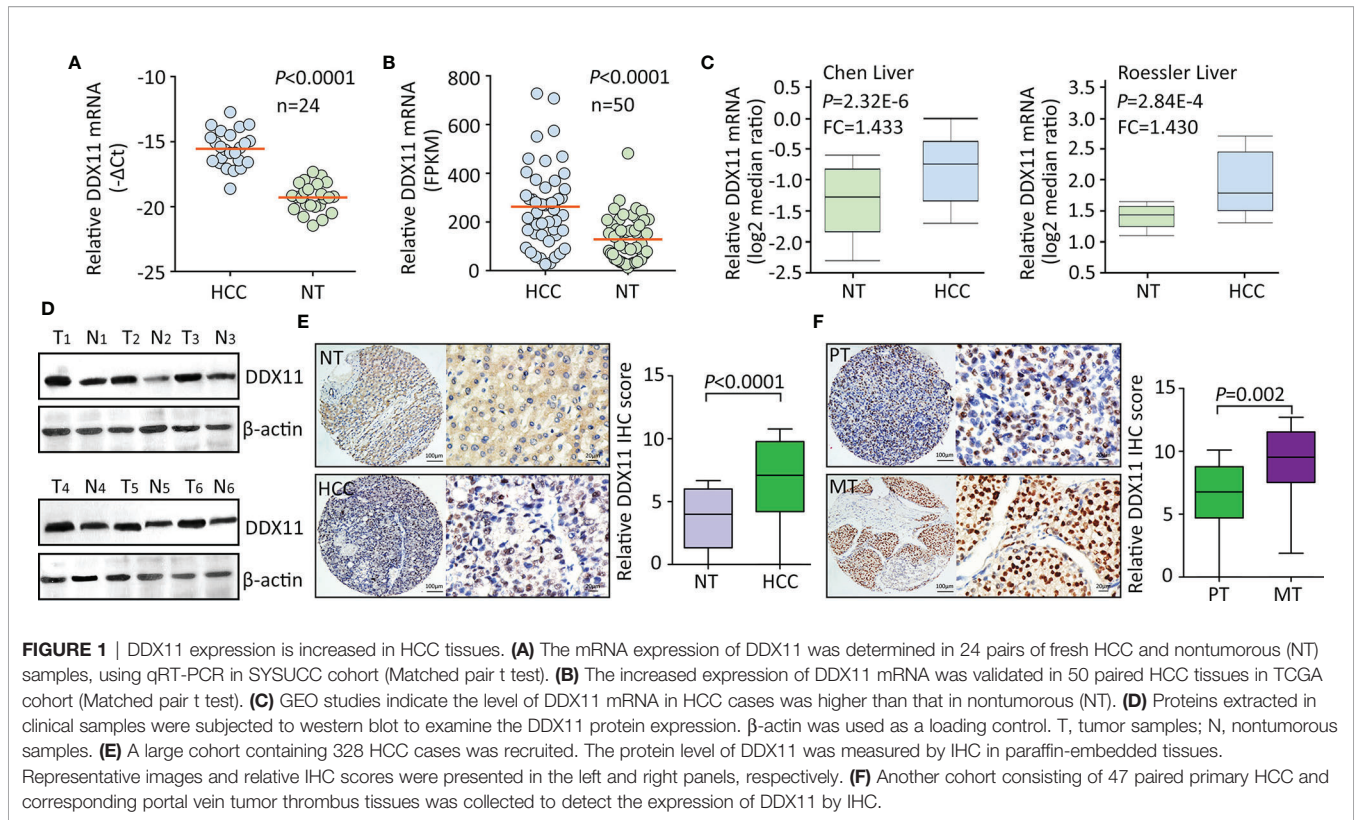 A
Relative DDX11 mRNA
(-ΔCt)
-10
-15
-20
-25
P<0.0001
n=24
HCC
NT
B
Relative DDX11 mRNA
(FPKM)
800
600
400
200
0
P<0.0001
n=50
HCC
NT
C
Relative DDX11 mRNA
(log2 median ratio)
0.5
0.0
-0.5
-1.0
-1.5
-2.0
-2.5
Chen Liver
P=2.32E-6
FC=1.433
NT
HCC
Relative DDX11 mRNA
(log2 median ratio)
3.5
3.0
2.5
2.0
1.5
1.0
0.5
Roessler Liver
P=2.84E-4
FC=1.430
NT
HCC
D
T1 N1 T2 N2 T3 N3
DDX11
β-actin
T4 N4 T5 N5 T6 N6
DDX11
β-actin
E
NT
100μm
20μm
HCC
100μm
20μm
Relative DDX11 IHC score
15
10
5
0
P<0.0001
NT
HCC
F
PT
100μm
20μm
MT
100μm
20μm
Relative DDX11 IHC score
15
10
5
0
P=0.002
PT
MT
FIGURE 1 | DDX11 expression is increased in HCC tissues. (A) The mRNA expression of DDX11 was determined in 24 pairs of fresh HCC and nontumorous (NT)
samples, using qRT-PCR in SYSUCC cohort (Matched pair t test). (B) The increased expression of DDX11 mRNA was validated in 50 paired HCC tissues in TCGA
cohort (Matched pair t test). (C) GEO studies indicate the level of DDX11 mRNA in HCC cases was higher than that in nontumorous (NT). (D) Proteins extracted in
clinical samples were subjected to western blot to examine the DDX11 protein expression. β-actin was used as a loading control. T, tumor samples; N, nontumorous
samples. (E) A large cohort containing 328 HCC cases was recruited. The protein level of DDX11 was measured by IHC in paraffin-embedded tissues.
Representative images and relative IHC scores were presented in the left and right panels, respectively. (F) Another cohort consisting of 47 paired primary HCC and
corresponding portal vein tumor thrombus tissues was collected to detect the expression of DDX11 by IHC.